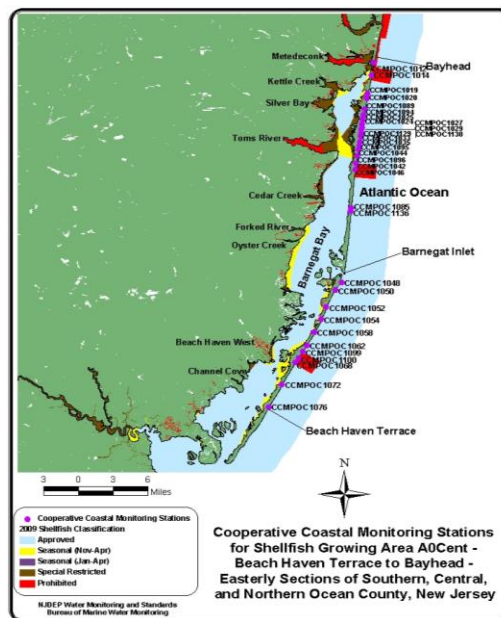 Metedeconk
Bayhead
CCMPOC1014
Kettle Creek
CCMPOC1019
CCMPOC1020
Silver Bay
CCMPOC1027
CCMPOC1029
CCMPOC1138
Toms River
CCMPOC1044
CCMPOC1096
CCMPOC1042
CCMPOC1046
Atlantic Ocean
Cedar Creek
CCMPOC1085
CCMPOC1136
Forked River
Oyster Creek
Barnegat Bay
Barnegat Inlet
CCMPOC1048
CCMPOC1050
CCMPOC1052
CCMPOC1054
CCMPOC1058
Beach Haven West
CCMPOC1062
CCMPOC1099
CCMPOC1100
CCMPOC1068
Channel Cove
CCMPOC1072
CCMPOC1076
Beach Haven Terrace
3 0 3 6
Miles
N
Cooperative Coastal Monitoring Stations
2009 Shellfish Classification
Approved
Seasonal (Nov-Apr)
Seasonal (Jan-Apr)
Special Restricted
Prohibited
NJDEP Water Monitoring and Standards
Bureau of Marine Water Monitoring
Cooperative Coastal Monitoring Stations
for Shellfish Growing Area A0Cent -
Beach Haven Terrace to Bayhead -
Easterly Sections of Southern, Central,
and Northern Ocean County, New Jersey